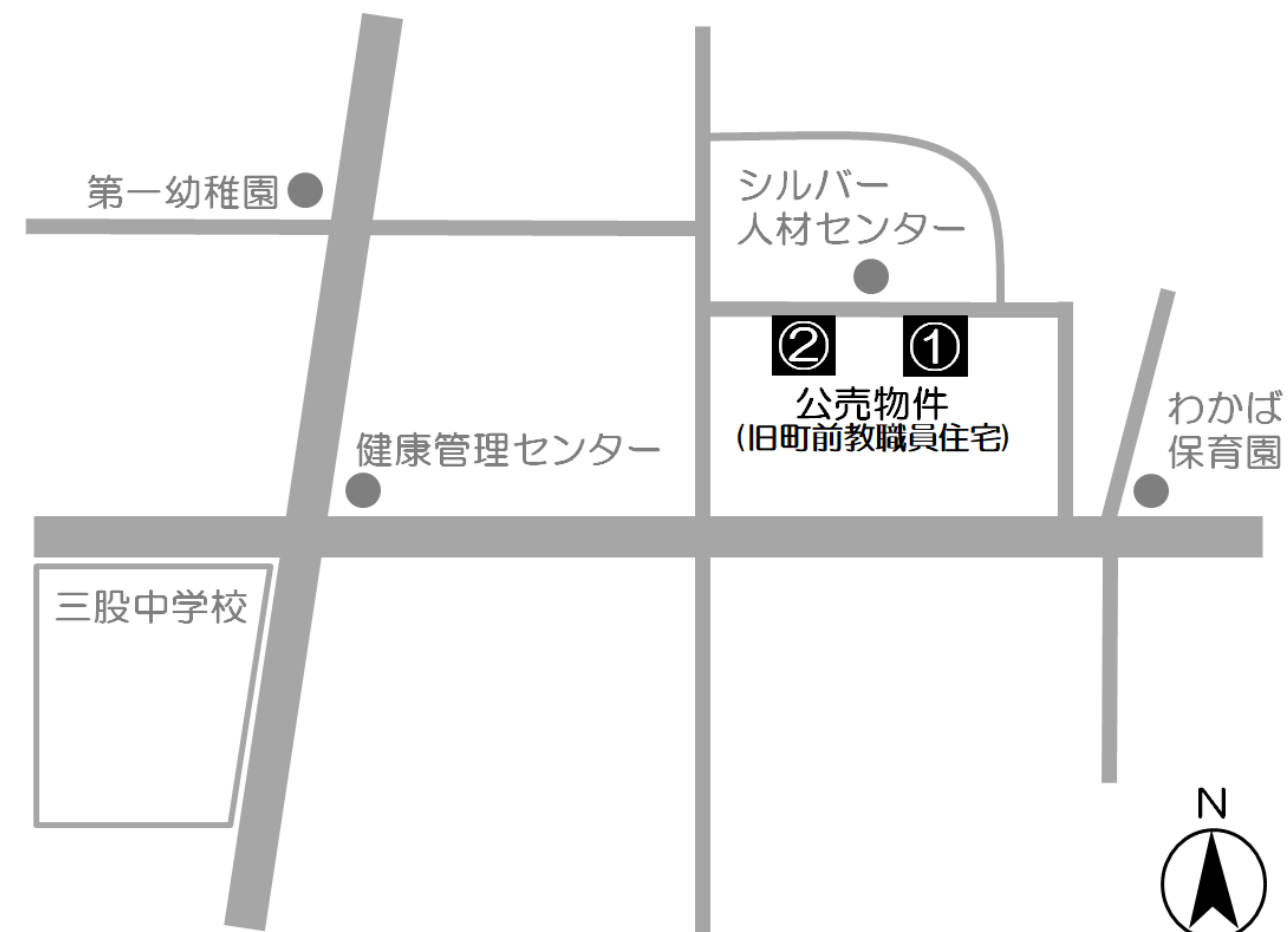 第一幼稚園
シルバー
人材センター
② ①
公売物件
(旧町前教職員住宅)
わかば
保育園
健康管理センター
三股中学校
N